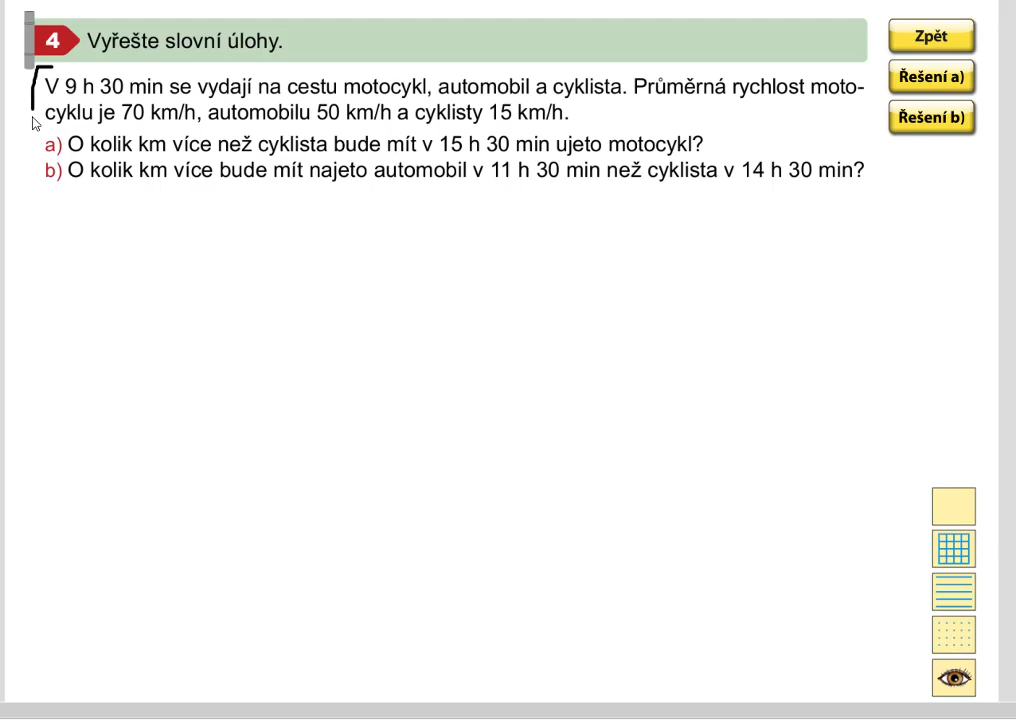 4 Vyřešte slovní úlohy.
Zpět
Řešení a)
Řešení b)
V 9 h 30 min se vydají na cestu motocykl, automobil a cyklista. Průměrná rychlost moto-
cyklu je 70 km/h, automobilu 50 km/h a cyklisty 15 km/h.
a) O kolik km více než cyklista bude mít v 15 h 30 min ujeto motocykl?
b) O kolik km více bude mít najeto automobil v 11 h 30 min než cyklista v 14 h 30 min?